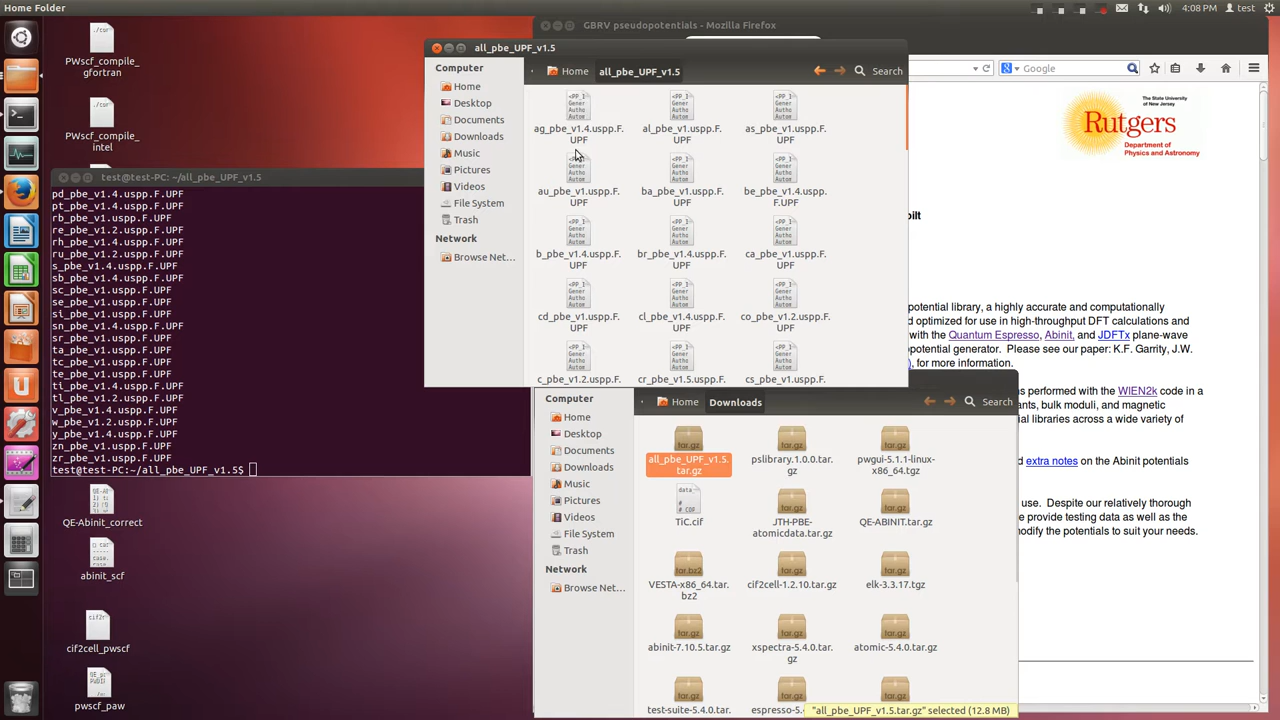 Home Folder
4:08 PM
test
PWscf_compile_
gfortran
PWscf_compile_
intel
QE-Abinit_correct
abinit_scf
cif2cell_pwscf
pwscf_paw
test@test-PC: ~/all_pbe_UPF_v1.5
pd_pbe_v1.4.uspp.F.UPF
rb_pbe_v1.uspp.F.UPF
re_pbe_v1.2.uspp.F.UPF
rh_pbe_v1.4.uspp.F.UPF
ru_pbe_v1.2.uspp.F.UPF
s_pbe_v1.4.uspp.F.UPF
sb_pbe_v1.4.uspp.F.UPF
sc_pbe_v1.uspp.F.UPF
se_pbe_v1.uspp.F.UPF
si_pbe_v1.uspp.F.UPF
sn_pbe_v1.4.uspp.F.UPF
sr_pbe_v1.uspp.F.UPF
ta_pbe_v1.uspp.F.UPF
tc_pbe_v1.uspp.F.UPF
te_pbe_v1.uspp.F.UPF
tl_pbe_v1.2.uspp.F.UPF
v_pbe_v1.4.uspp.F.UPF
w_pbe_v1.2.uspp.F.UPF
y_pbe_v1.4.uspp.F.UPF
zn_pbe_v1.uspp.F.UPF
zr_pbe_v1.uspp.F.UPF
test@test-PC:~/all_pbe_UPF_v1.5$
GBRV pseudopotentials - Mozilla Firefox
Google
all_pbe_UPF_v1.5
Home
all_pbe_UPF_v1.5
Search
Computer
Home
Desktop
Documents
Downloads
Music
Pictures
Videos
File System
Trash
Network
Browse Net...
ag_pbe_v1.4.uspp.F.
UPF
al_pbe_v1.uspp.F.
UPF
as_pbe_v1.uspp.F.
UPF
au_pbe_v1.uspp.F.
UPF
ba_pbe_v1.uspp.F.
UPF
be_pbe_v1.4.uspp.
F.UPF
b_pbe_v1.4.uspp.F.
UPF
br_pbe_v1.4.uspp.F.
UPF
ca_pbe_v1.uspp.F.
UPF
cd_pbe_v1.uspp.F.
UPF
cl_pbe_v1.4.uspp.F.
UPF
co_pbe_v1.2.uspp.F.
UPF
c_pbe_v1.2.uspp.F.
cr_pbe_v1.5.uspp.F.
cs_pbe_v1.uspp.F.
Home
Downloads
Search
Computer
Home
Desktop
Documents
Downloads
Music
Pictures
Videos
File System
Trash
Network
Browse Net...
all_pbe_UPF_v1.5.
tar.gz
pslibrary.1.0.0.tar.
gz
pwgui-5.1.1-linux-
x86_64.tgz
TiC.cif
JTH-PBE-
atomicdata.tar.gz
QE-ABINIT.tar.gz
VESTA-x86_64.tar.
bz2
cif2cell-1.2.10.tar.gz
elk-3.3.17.tgz
abinit-7.10.5.tar.gz
xspectra-5.4.0.tar.
gz
atomic-5.4.0.tar.gz
test-suite-5.4.0.tar.
espresso-5.
"all_pbe_UPF_v1.5.tar.gz" selected (12.8 MB)
The State University
of New Jersey
Rutgers
Department of
Physics and Astronomy
bilt
potential library, a highly accurate and computationally
d optimized for use in high-throughput DFT calculations and
with the Quantum Espresso, Abinit, and JDFTx plane-wave
potential generator. Please see our paper: K.F. Garrity, J.W.
, for more information.
s performed with the WIEN2k code in a
ants, bulk moduli, and magnetic
ial libraries across a wide variety of
d extra notes on the Abinit potentials
use. Despite our relatively thorough
e provide testing data as well as the
modify the potentials to suit your needs.